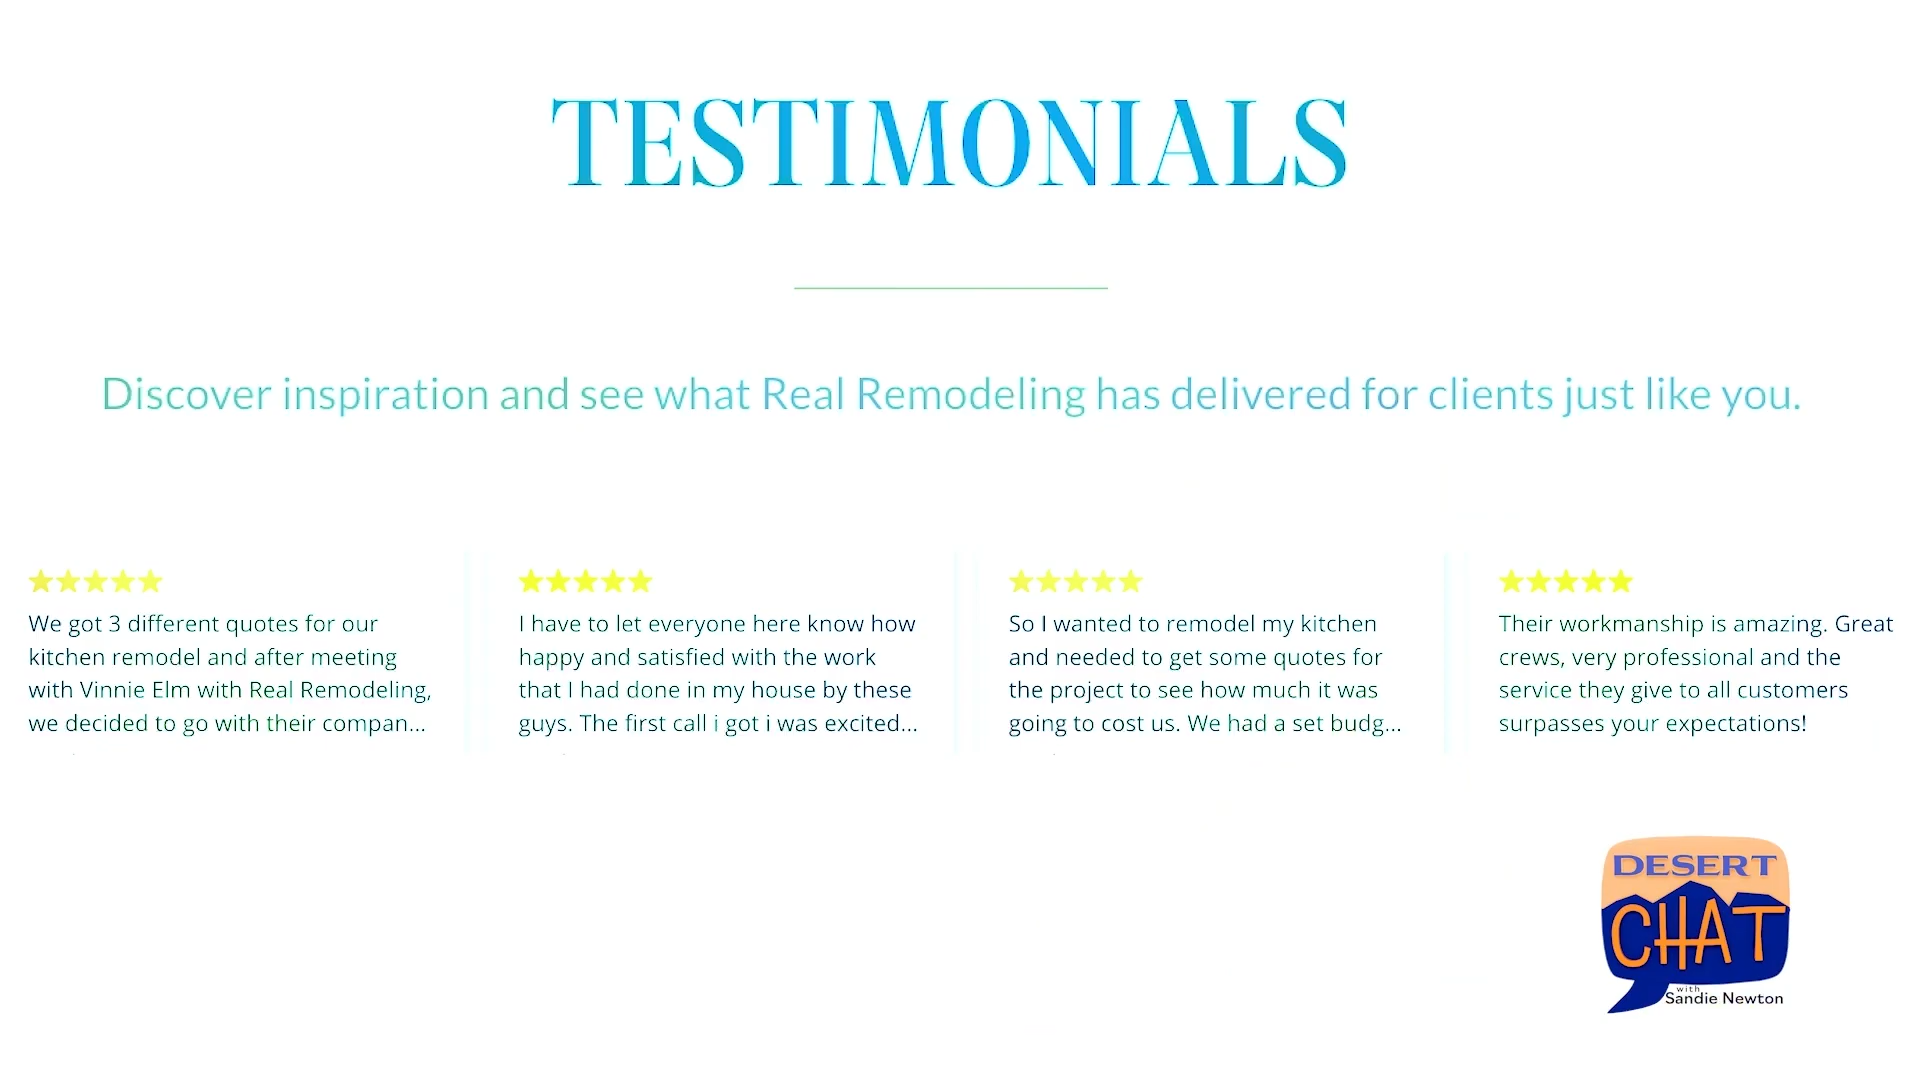 TESTIMONIALS
Discover inspiration and see what Real Remodeling has delivered for clients just like you.
We got 3 different quotes for our
kitchen remodel and after meeting
with Vinnie Elm with Real Remodeling,
we decided to go with their compan...
I have to let everyone here know how
happy and satisfied with the work
that I had done in my house by these
guys. The first call i got i was excited...
So I wanted to remodel my kitchen
and needed to get some quotes for
the project to see how much it was
going to cost us. We had a set budg...
Their workmanship is amazing. Great
crews, very professional and the
service they give to all customers
surpasses your expectations!
DESERT
CHAT
with
Sandie Newton